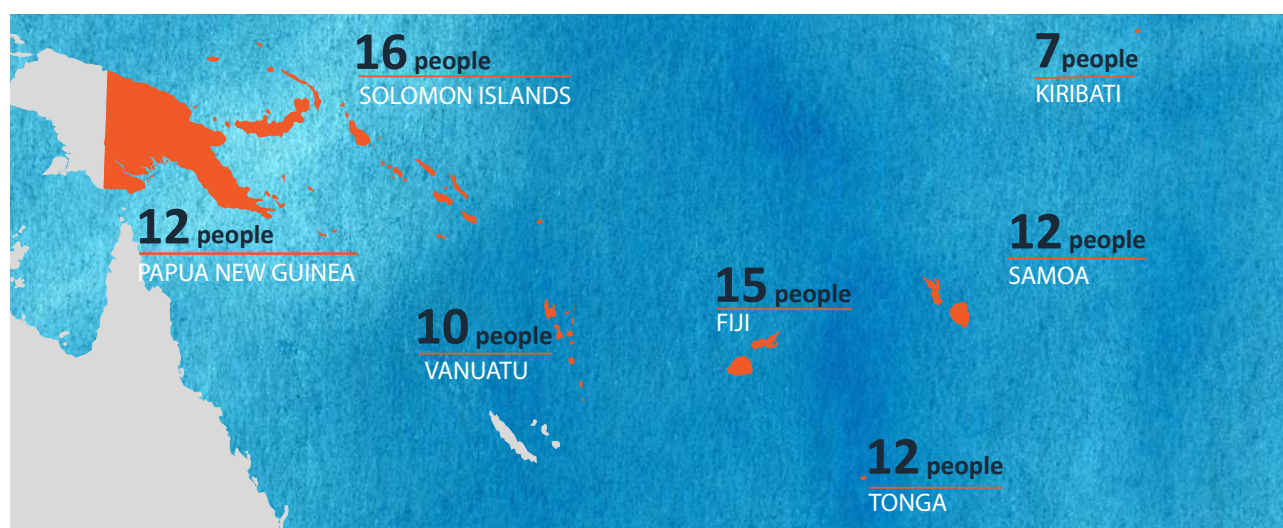 16 people
SOLOMON ISLANDS
7 people
KIRIBATI
12 people
PAPUA NEW GUINEA
12 people
SAMOA
15 people
FIJI
10 people
VANUATU
12 people
TONGA